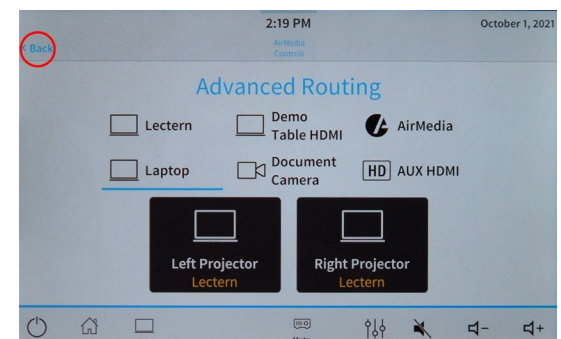 2:19 PM
October 1, 2021
< Back
AirMedia
Controls
Advanced Routing
Lectern
Demo
Table HDMI
AirMedia
Laptop
Document
Camera
HD AUX HDMI
Left Projector
Lectern
Right Projector
Lectern